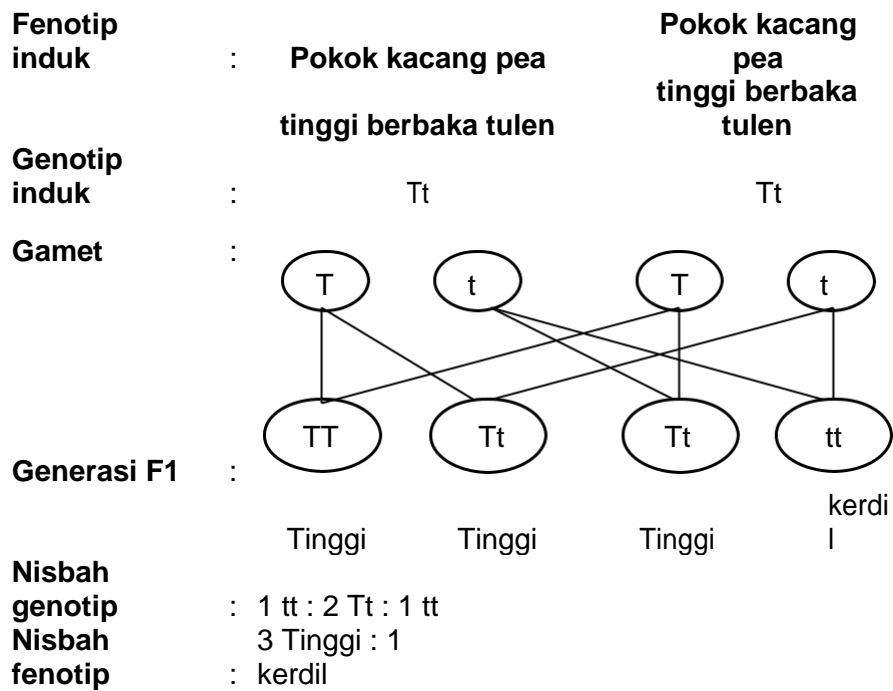 Fenotip
induk : Pokok kacang pea
tinggi berbaka tulen
Pokok kacang
pea
tinggi berbaka
tulen
Genotip
induk : Tt Tt
Gamet :
T t T t
TT Tt Tt tt
Generasi F1 :
Tinggi Tinggi Tinggi kerdi
l
Nisbah
genotip : 1 tt : 2 Tt : 1 tt
Nisbah 3 Tinggi : 1
fenotip : kerdil